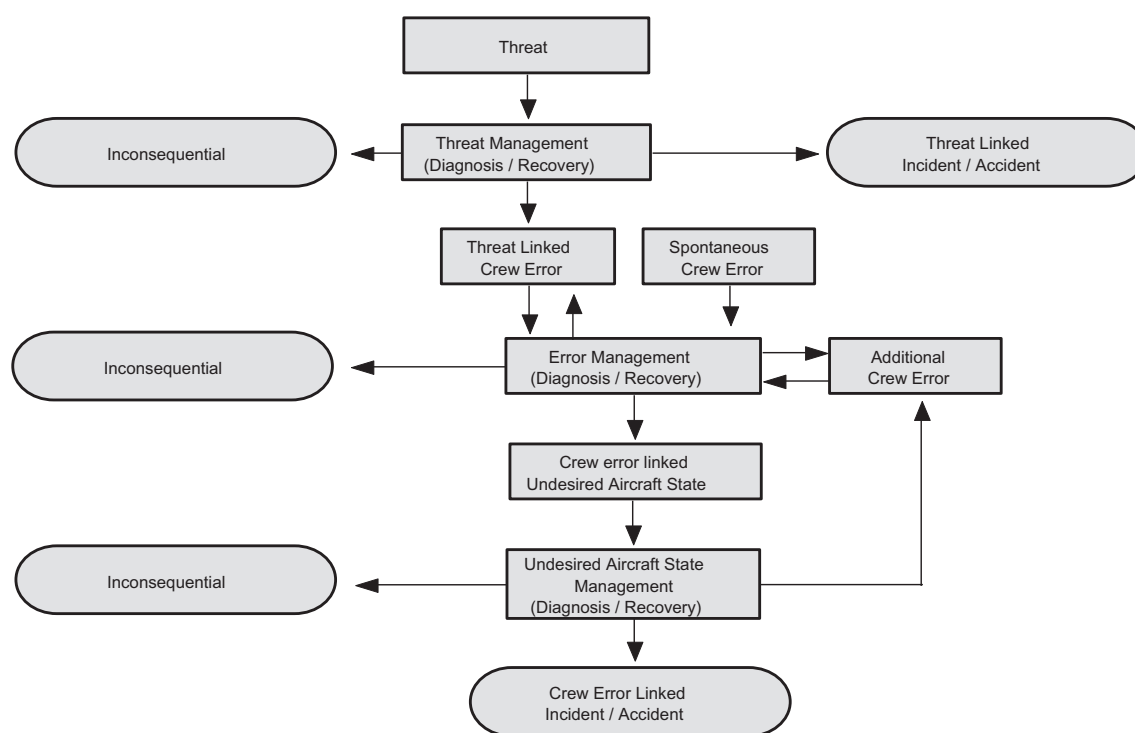 Threat
Inconsequential
Threat Management
(Diagnosis / Recovery)
Threat Linked
Incident / Accident
Threat Linked
Crew Error
Spontaneous
Crew Error
Inconsequential
Error Management
(Diagnosis / Recovery)
Additional
Crew Error
Crew error linked
Undesired Aircraft State
Inconsequential
Undesired Aircraft State
Management
(Diagnosis / Recovery)
Crew Error Linked
Incident / Accident